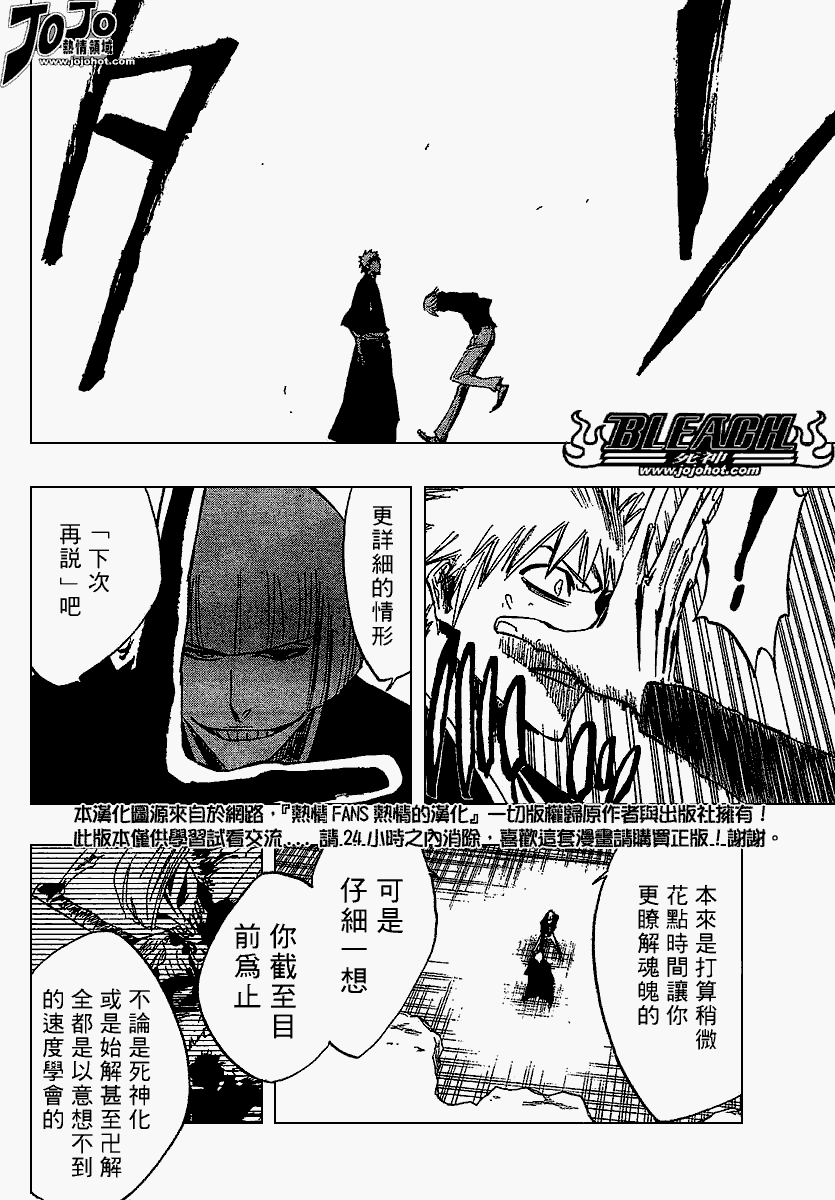 JOJO
熱情領域
www.jojohot.com
BLEACH
死神
www.jojohot.com
!
更詳細的情形
「下次
再説」吧
本漢化圖源來自於網路,『熱情FANS 熱情的漢化』一切版權歸原作者與出版社擁有!
此版本僅供學習試看交流....請.24.小時之內消除,喜歡這套漫畫請購買正版.!.謝謝。
本來是打算稍微
花點時間讓你
更瞭解魂魄的
可是
仔細一想
你截至目
前爲止
不論是死神化
或是始解甚至卍解
全都是以意想不到
的速度學會的